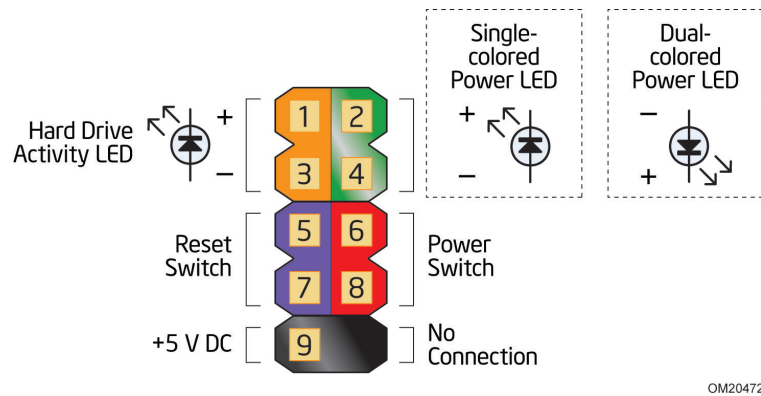 Single-
colored
Power LED
Dual-
colored
Power LED
Hard Drive
Activity LED
+
−
1 2
3 4
+
−
−
+
Reset
Switch
5 6
7 8
Power
Switch
+5 V DC
9
No
Connection
OM20472